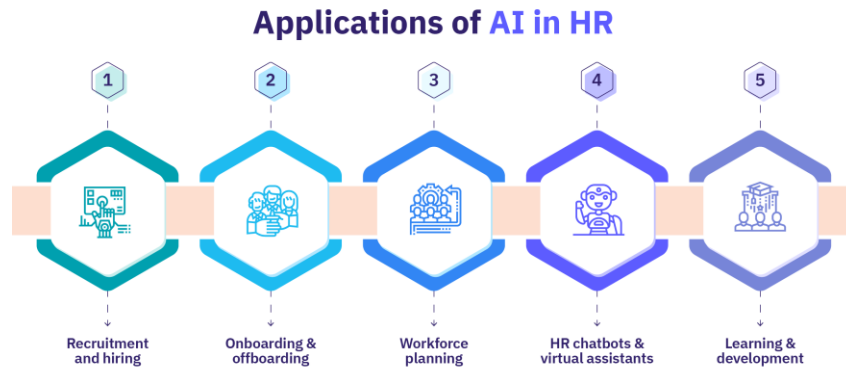 Applications of AI in HR
1
2
3
4
5
Recruitment
and hiring
Onboarding &
offboarding
Workforce
planning
HR chatbots &
virtual assistants
Learning &
development